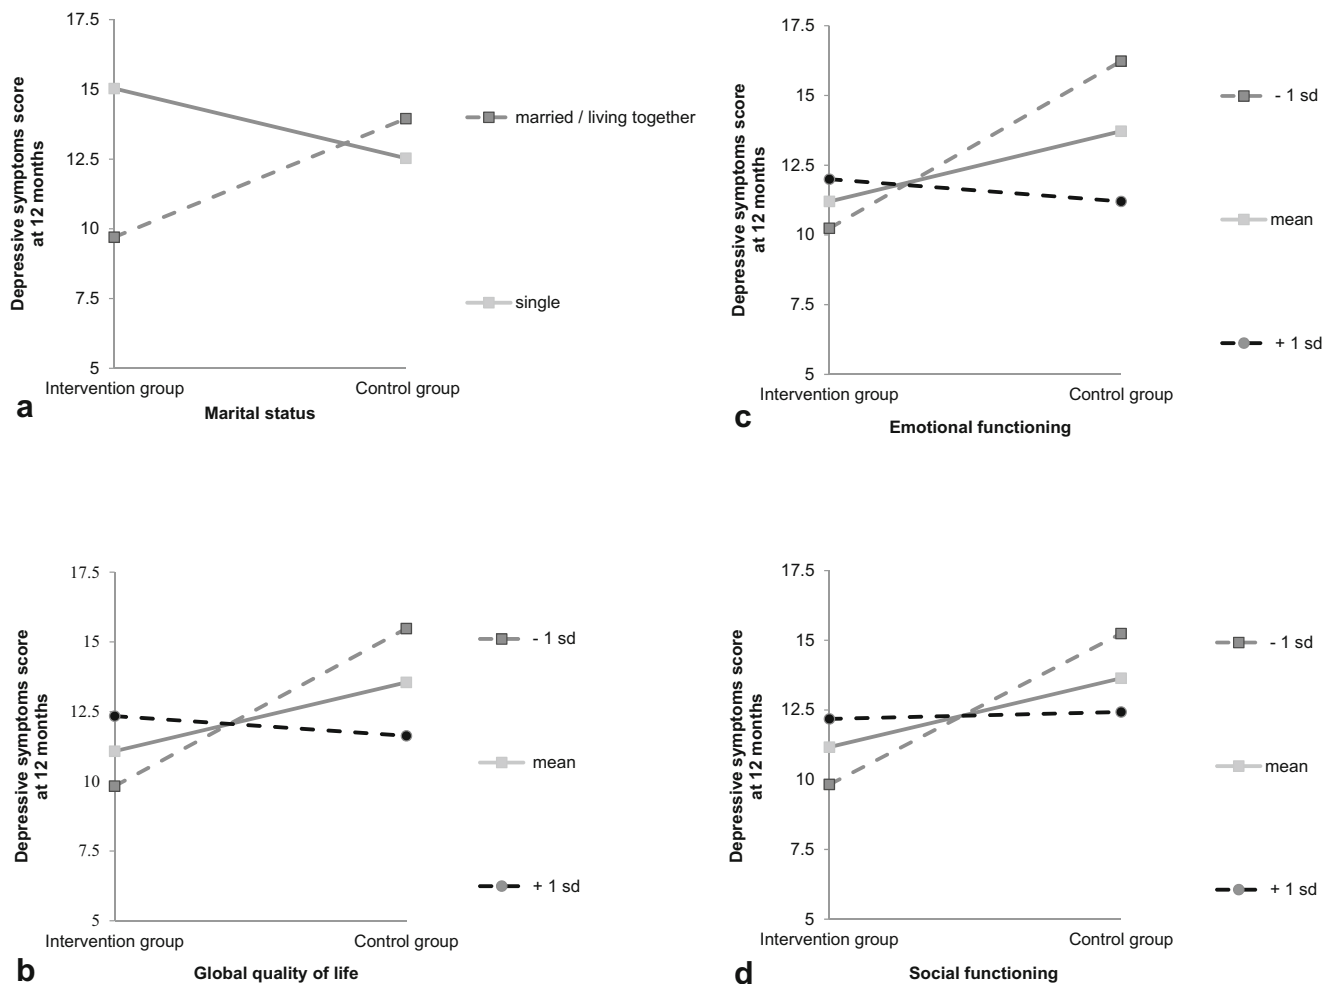 17.5
15
12.5
10
7.5
5
Depressive symptoms score
at 12 months
Intervention group
Control group
Marital status
married / living together
single
a
17.5
15
12.5
10
7.5
5
Depressive symptoms score
at 12 months
Intervention group
Control group
Emotional functioning
- 1 sd
mean
+ 1 sd
c
17.5
15
12.5
10
7.5
5
Depressive symptoms score
at 12 months
Intervention group
Control group
Global quality of life
- 1 sd
mean
+ 1 sd
b
17.5
15
12.5
10
7.5
5
Depressive symptoms score
at 12 months
Intervention group
Control group
Social functioning
- 1 sd
mean
+ 1 sd
d